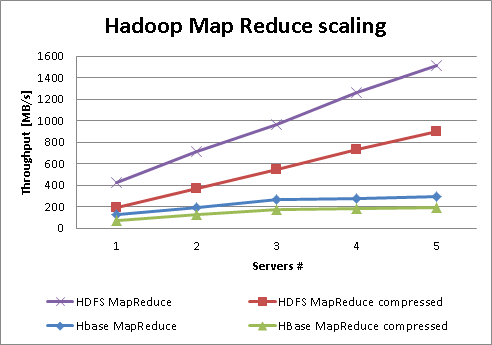 Hadoop Map Reduce scaling
Throughput [MB/s]
1600
1400
1200
1000
800
600
400
200
0
1 2 3 4 5
Servers #
HDFS MapReduce HDFS MapReduce compressed
Hbase MapReduce HBase MapReduce compressed